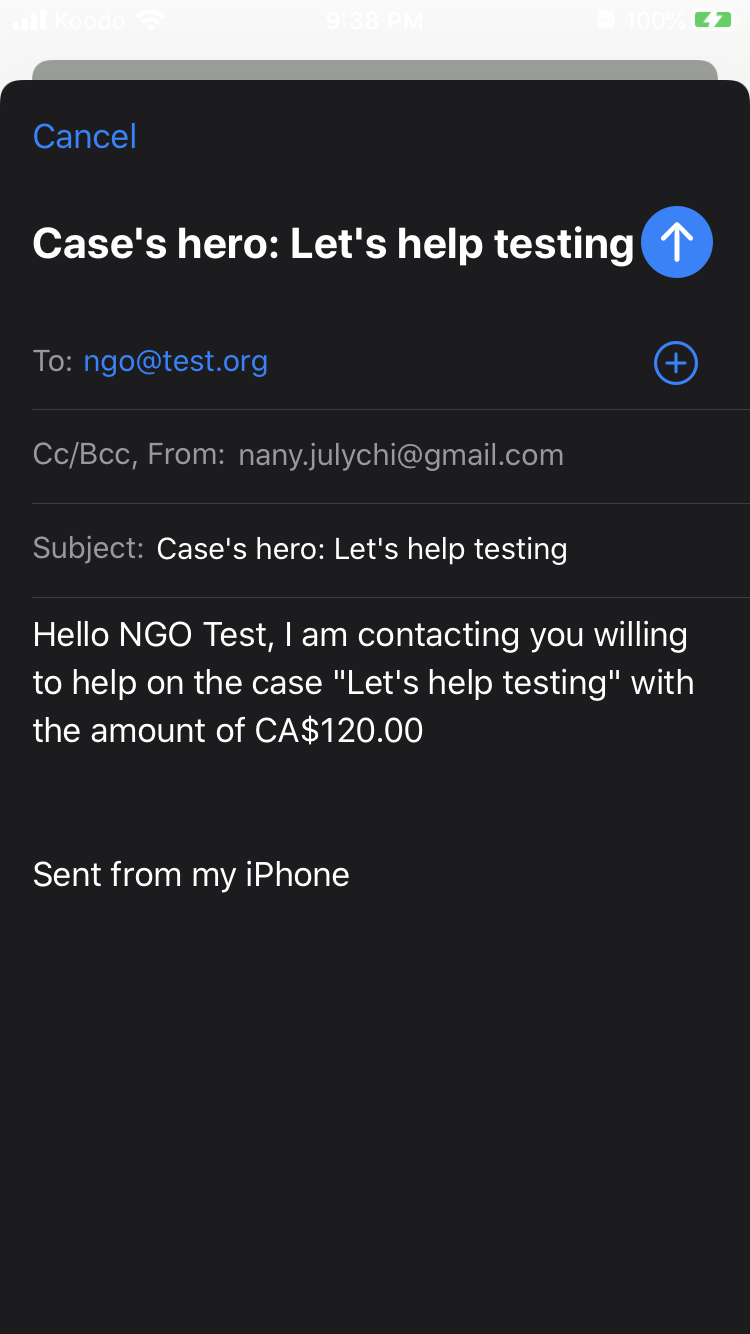 Koodo 9:38 PM 100%
Cancel
Case's hero: Let's help testing
To: ngo@test.org
Cc/Bcc, From: nany.julychi@gmail.com
Subject: Case's hero: Let's help testing
Hello NGO Test, I am contacting you willing
to help on the case "Let's help testing" with
the amount of CA$120.00
Sent from my iPhone